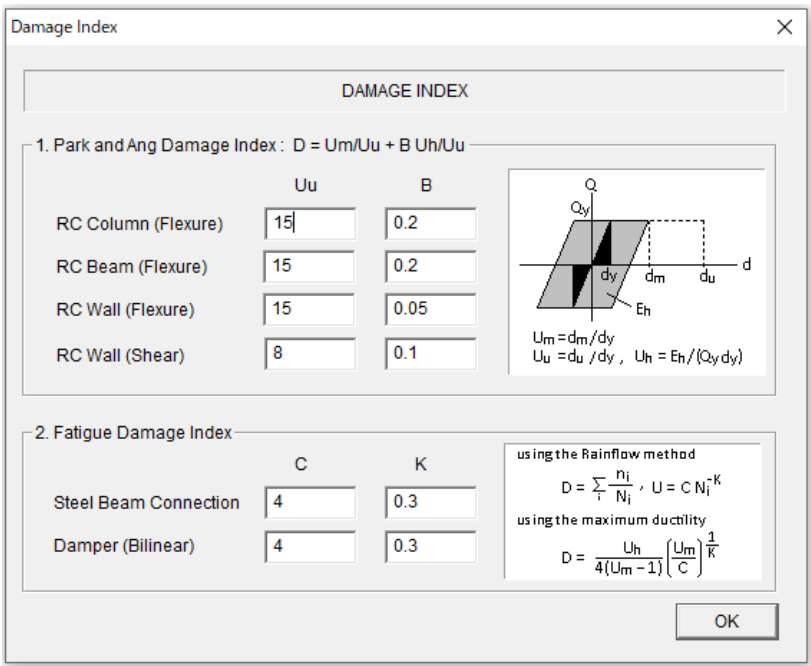 Damage Index
DAMAGE INDEX
1. Park and Ang Damage Index : D = Um/Uu + B Uh/Uu
Uu B
RC Column (Flexure) 15 0.2
RC Beam (Flexure) 15 0.2
RC Wall (Flexure) 15 0.05
RC Wall (Shear) 8 0.1
Q
Qy
dy dm du d
Eh
Um=dm/dy
Uu =du /dy , Uh = Eh/(Qydy)
2. Fatigue Damage Index
C K
Steel Beam Connection 4 0.3
Damper (Bilinear) 4 0.3
using the Rainflow method
D = ∑i ni/Ni , U = C Ni^-K
using the maximum ductility
D = Uh/4(Um−1) (Um/C)^1/K
OK